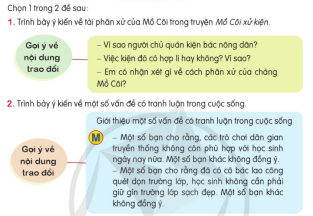 Chọn 1 trong 2 đề sau:
1. Trình bày ý kiến về tài phân xử của Mồ Côi trong truyện Mồ Côi xử kiện.
Gợi ý về
nội dung
trao đổi
– Vì sao người chủ quán kiện bác nông dân?
– Việc kiện đó có hợp lí hay không? Vì sao?
– Em có nhận xét gì về cách phân xử của chàng
Mồ Côi?
2. Trình bày ý kiến về một số vấn đề có tranh luận trong cuộc sống.
Gợi ý về
nội dung
trao đổi
Giới thiệu một số vấn đề có tranh luận trong cuộc sống
M
– Một số bạn cho rằng, các trò chơi dân gian
truyền thống không còn phù hợp với học sinh
ngày nay nữa. Một số bạn khác không đồng ý.
– Một số bạn cho rằng đã có cô bác lao công
quét dọn trường lớp, học sinh không cần phải
giữ gìn trường lớp sạch đẹp. Một số bạn khác
không đồng ý.